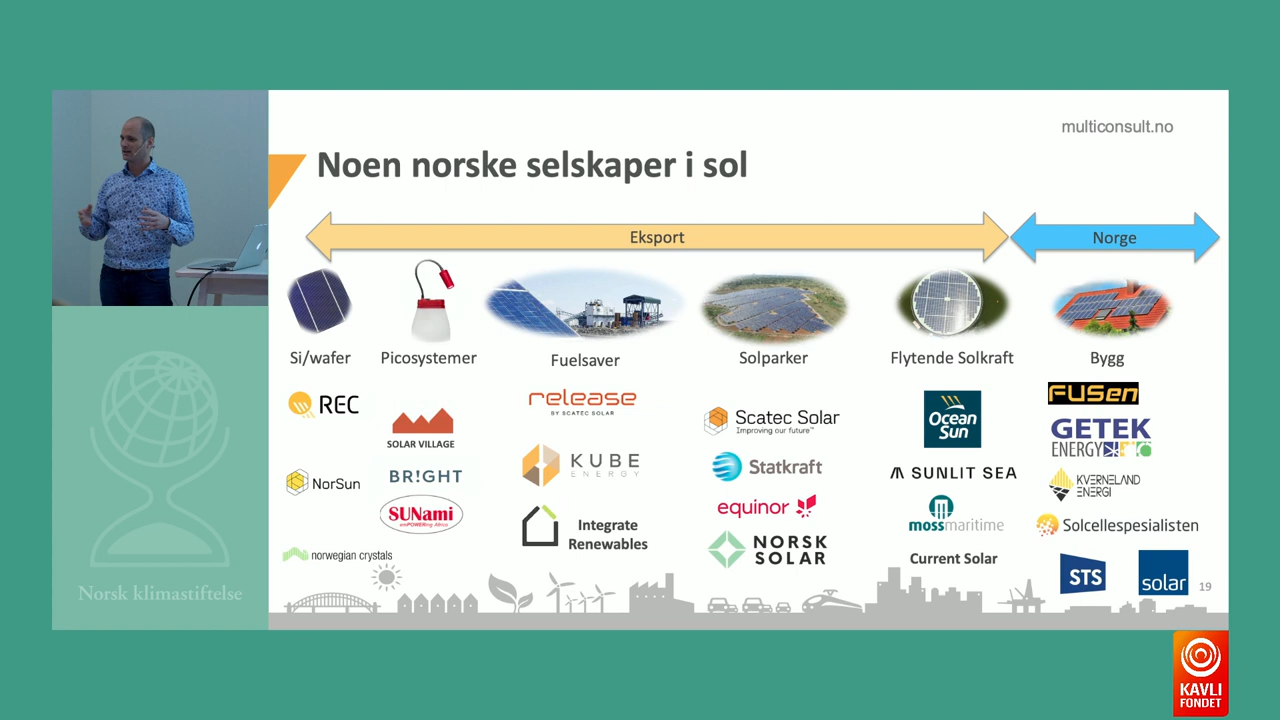 multiconsult.no
Noen norske selskaper i sol
Eksport
Norge
Si/wafer
Picosystemer
Fuelsaver
Solparker
Flytende Solkraft
Bygg
REC
NorSun
norwegian crystals
SOLAR VILLAGE
BR!GHT
SUNami
emPOWERing Africa
release
BY SCATEC SOLAR
KUBE
ENERGY
Integrate
Renewables
Scatec Solar
Improving our future™
Statkraft
equinor
NORSK
SOLAR
Ocean
Sun
SUNLIT SEA
mossmaritime
Current Solar
FUSen
GETEK
ENERGY
KVERNELAND
ENERGI
Solcellespesialisten
STS
solar
19
Norsk klimastiftelse
KAVLI
FONDET